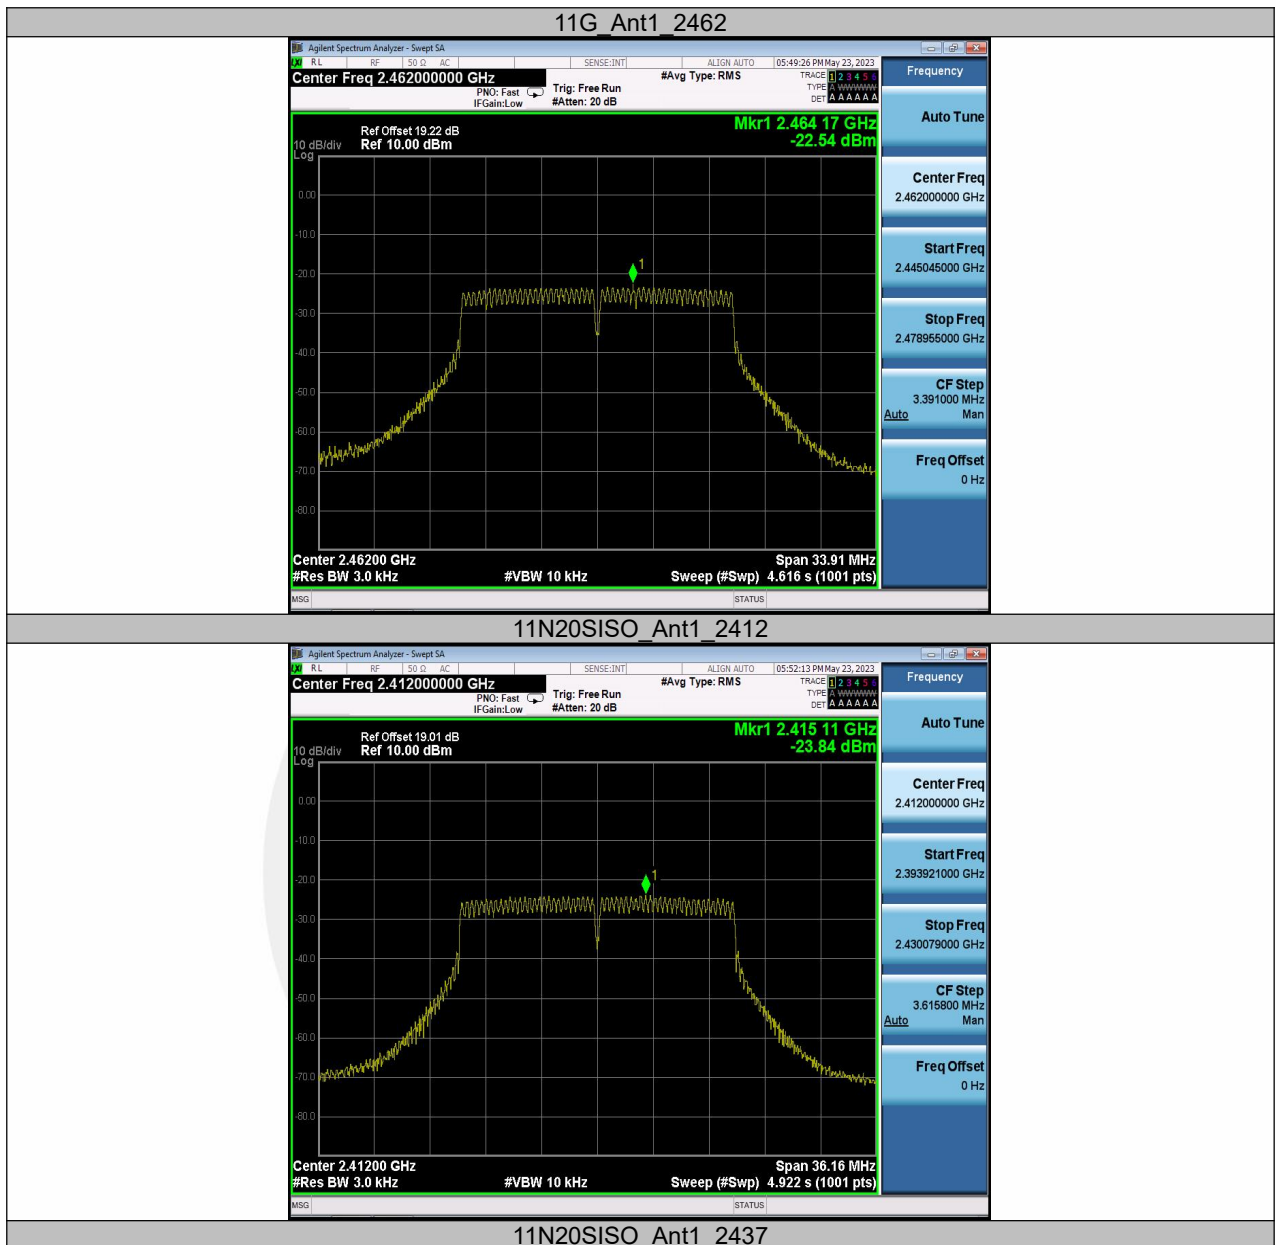 11G_Ant1_2462
Agilent Spectrum Analyzer - Swept SA
LXI RL RF 50 Ω AC SENSE:INT ALIGN AUTO 05:49:26 PM May 23, 2023
Center Freq 2.462000000 GHz #Avg Type: RMS TRACE 1 2 3 4 5 6
PNO: Fast Trig: Free Run TYPE A WWWWW
IFGain:Low #Atten: 20 dB DET A A A A A A
Frequency
Auto Tune
Mkr1 2.464 17 GHz
-22.54 dBm
Ref Offset 19.22 dB
10 dB/div Ref 10.00 dBm
Log
0.00
-10.0
-20.0
-30.0
-40.0
-50.0
-60.0
-70.0
-80.0
1
Center Freq
2.462000000 GHz
Start Freq
2.445045000 GHz
Stop Freq
2.478955000 GHz
CF Step
3.391000 MHz
Auto Man
Freq Offset
0 Hz
Center 2.46200 GHz Span 33.91 MHz
#Res BW 3.0 kHz #VBW 10 kHz Sweep (#Swp) 4.616 s (1001 pts)
MSG STATUS
11N20SISO_Ant1_2412
Agilent Spectrum Analyzer - Swept SA
LXI RL RF 50 Ω AC SENSE:INT ALIGN AUTO 05:52:13 PM May 23, 2023
Center Freq 2.412000000 GHz #Avg Type: RMS TRACE 1 2 3 4 5 6
PNO: Fast Trig: Free Run TYPE A WWWWW
IFGain:Low #Atten: 20 dB DET A A A A A A
Frequency
Auto Tune
Mkr1 2.415 11 GHz
-23.84 dBm
Ref Offset 19.01 dB
10 dB/div Ref 10.00 dBm
Log
0.00
-10.0
-20.0
-30.0
-40.0
-50.0
-60.0
-70.0
-80.0
1
Center Freq
2.412000000 GHz
Start Freq
2.393921000 GHz
Stop Freq
2.430079000 GHz
CF Step
3.615800 MHz
Auto Man
Freq Offset
0 Hz
Center 2.41200 GHz Span 36.16 MHz
#Res BW 3.0 kHz #VBW 10 kHz Sweep (#Swp) 4.922 s (1001 pts)
MSG STATUS
11N20SISO_Ant1_2437